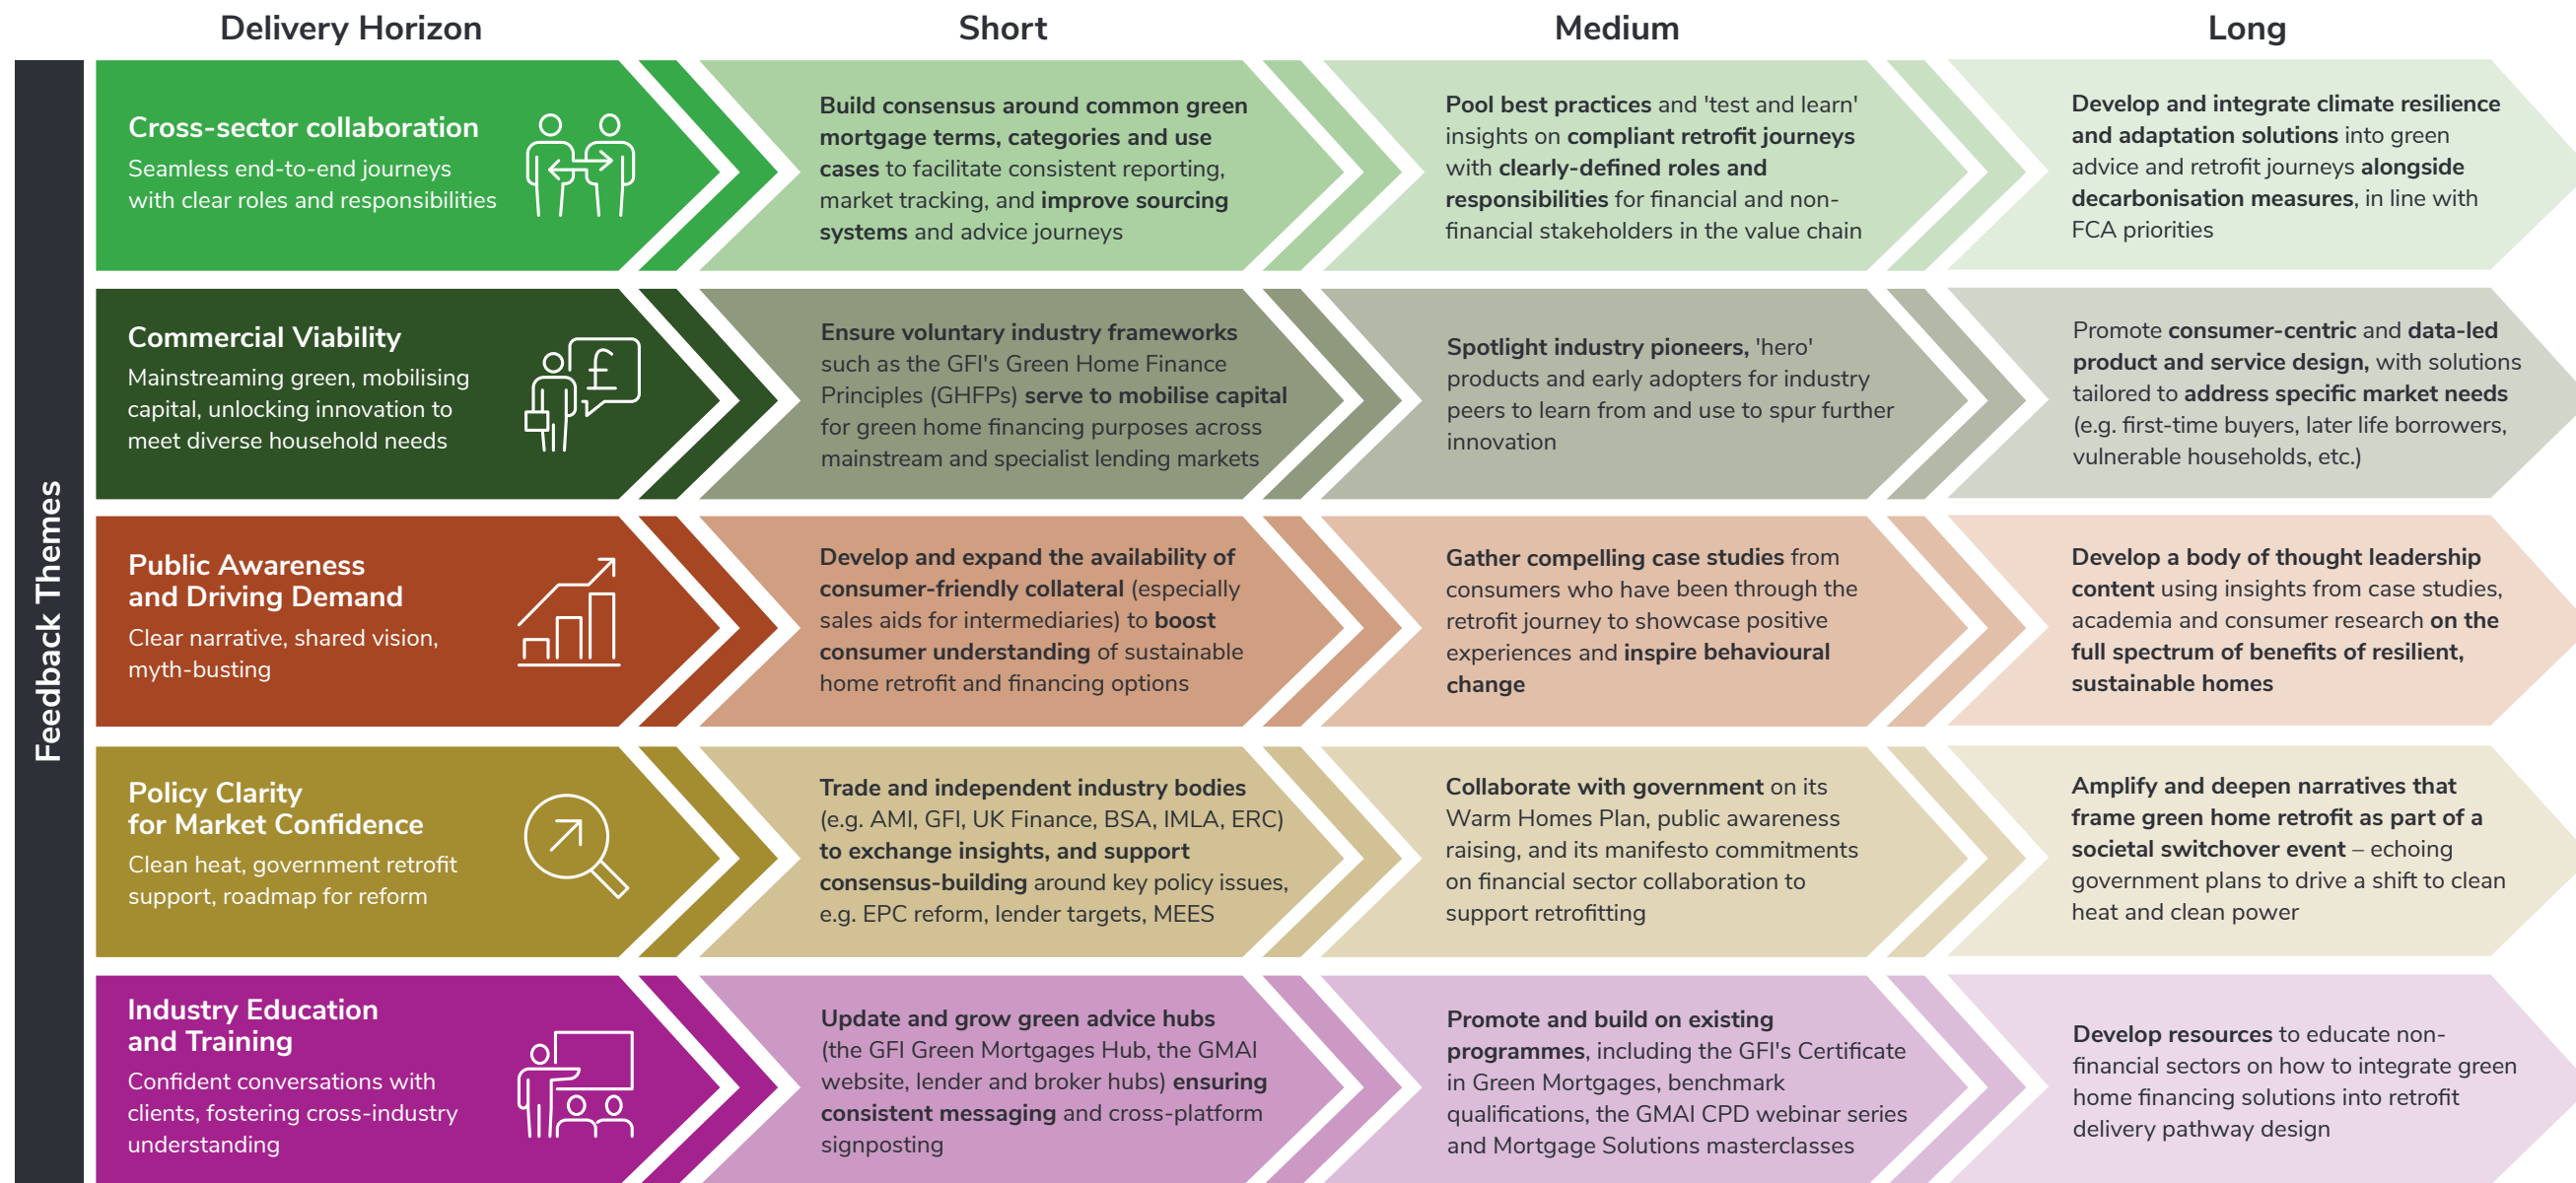 Delivery Horizon
Short
Medium
Long
Feedback Themes
Cross-sector collaboration
Seamless end-to-end journeys
with clear roles and responsibilities
Build consensus around common green
mortgage terms, categories and use
cases to facilitate consistent reporting,
market tracking, and improve sourcing
systems and advice journeys
Pool best practices and 'test and learn'
insights on compliant retrofit journeys
with clearly-defined roles and
responsibilities for financial and non-
financial stakeholders in the value chain
Develop and integrate climate resilience
and adaptation solutions into green
advice and retrofit journeys alongside
decarbonisation measures, in line with
FCA priorities
Commercial Viability
Mainstreaming green, mobilising
capital, unlocking innovation to
meet diverse household needs
£
Ensure voluntary industry frameworks
such as the GFI's Green Home Finance
Principles (GHFPs) serve to mobilise capital
for green home financing purposes across
mainstream and specialist lending markets
Spotlight industry pioneers, 'hero'
products and early adopters for industry
peers to learn from and use to spur further
innovation
Promote consumer-centric and data-led
product and service design, with solutions
tailored to address specific market needs
(e.g. first-time buyers, later life borrowers,
vulnerable households, etc.)
Public Awareness
and Driving Demand
Clear narrative, shared vision,
myth-busting
Develop and expand the availability of
consumer-friendly collateral (especially
sales aids for intermediaries) to boost
consumer understanding of sustainable
home retrofit and financing options
Gather compelling case studies from
consumers who have been through the
retrofit journey to showcase positive
experiences and inspire behavioural
change
Develop a body of thought leadership
content using insights from case studies,
academia and consumer research on the
full spectrum of benefits of resilient,
sustainable homes
Policy Clarity
for Market Confidence
Clean heat, government retrofit
support, roadmap for reform
Trade and independent industry bodies
(e.g. AMI, GFI, UK Finance, BSA, IMLA, ERC)
to exchange insights, and support
consensus-building around key policy issues,
e.g. EPC reform, lender targets, MEES
Collaborate with government on its
Warm Homes Plan, public awareness
raising, and its manifesto commitments
on financial sector collaboration to
support retrofitting
Amplify and deepen narratives that
frame green home retrofit as part of a
societal switchover event – echoing
government plans to drive a shift to clean
heat and clean power
Industry Education
and Training
Confident conversations with
clients, fostering cross-industry
understanding
Update and grow green advice hubs
(the GFI Green Mortgages Hub, the GMAI
website, lender and broker hubs) ensuring
consistent messaging and cross-platform
signposting
Promote and build on existing
programmes, including the GFI's Certificate
in Green Mortgages, benchmark
qualifications, the GMAI CPD webinar series
and Mortgage Solutions masterclasses
Develop resources to educate non-
financial sectors on how to integrate green
home financing solutions into retrofit
delivery pathway design